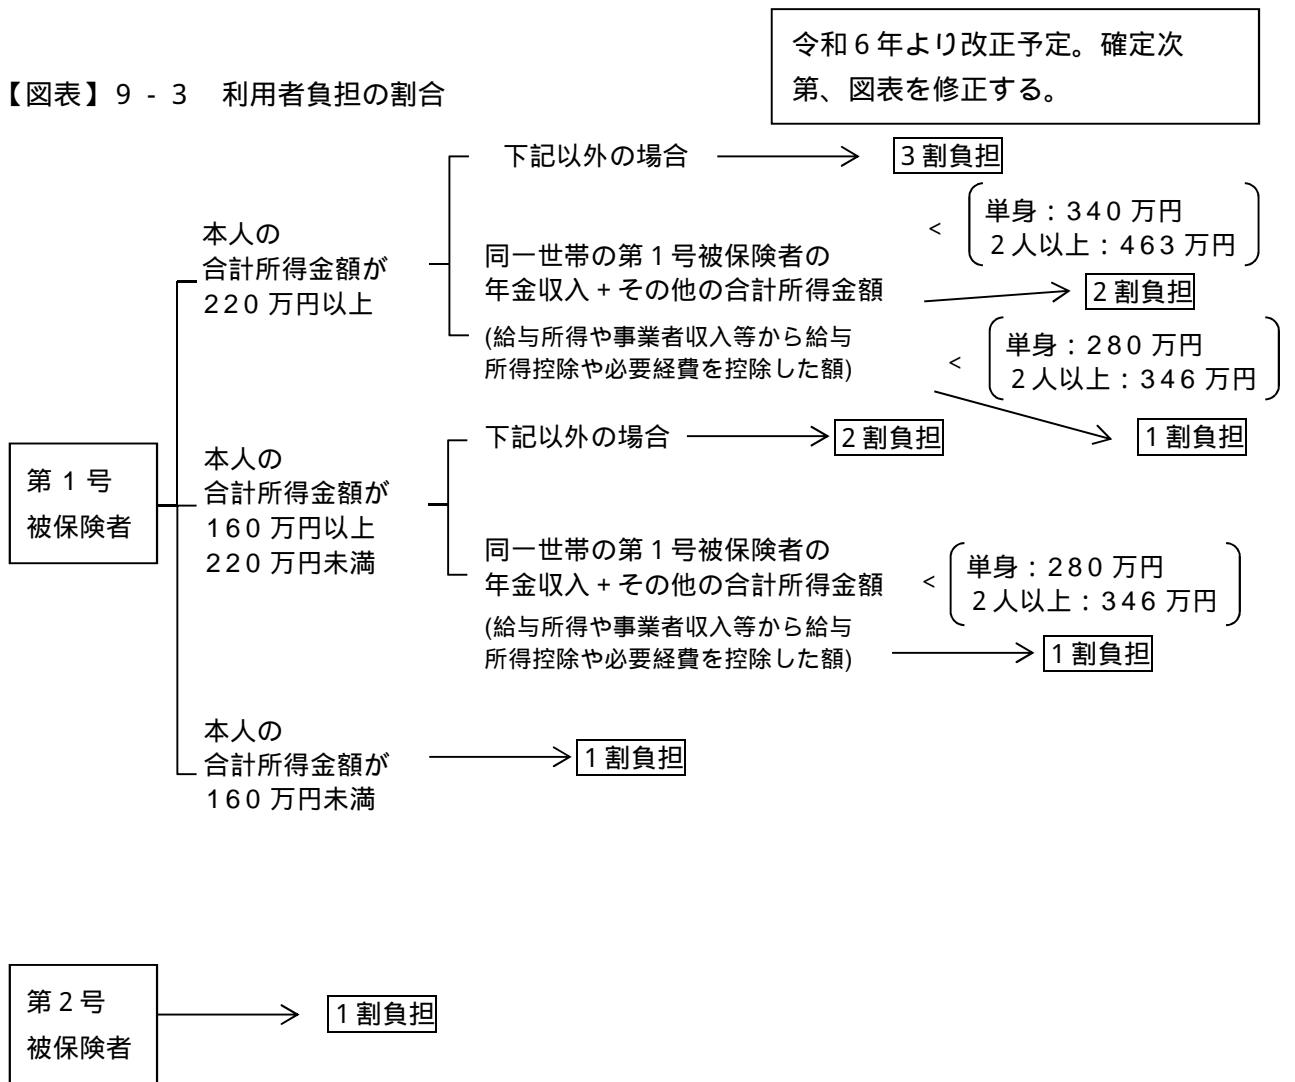 令和6年より改正予定。確定次
第、図表を修正する。
【図表】9-3 利用者負担の割合
下記以外の場合
3割負担
本人の
合計所得金額が
220万円以上
同一世帯の第1号被保険者の
年金収入+その他の合計所得金額
(給与所得や事業者収入等から給与
所得控除や必要経費を控除した額)
<
単身:340万円
2人以上:463万円
2割負担
<
単身:280万円
2人以上:346万円
1割負担
第1号
被保険者
本人の
合計所得金額が
160万円以上
220万円未満
下記以外の場合
2割負担
同一世帯の第1号被保険者の
年金収入+その他の合計所得金額
(給与所得や事業者収入等から給与
所得控除や必要経費を控除した額)
<
単身:280万円
2人以上:346万円
1割負担
本人の
合計所得金額が
160万円未満
1割負担
第2号
被保険者
1割負担